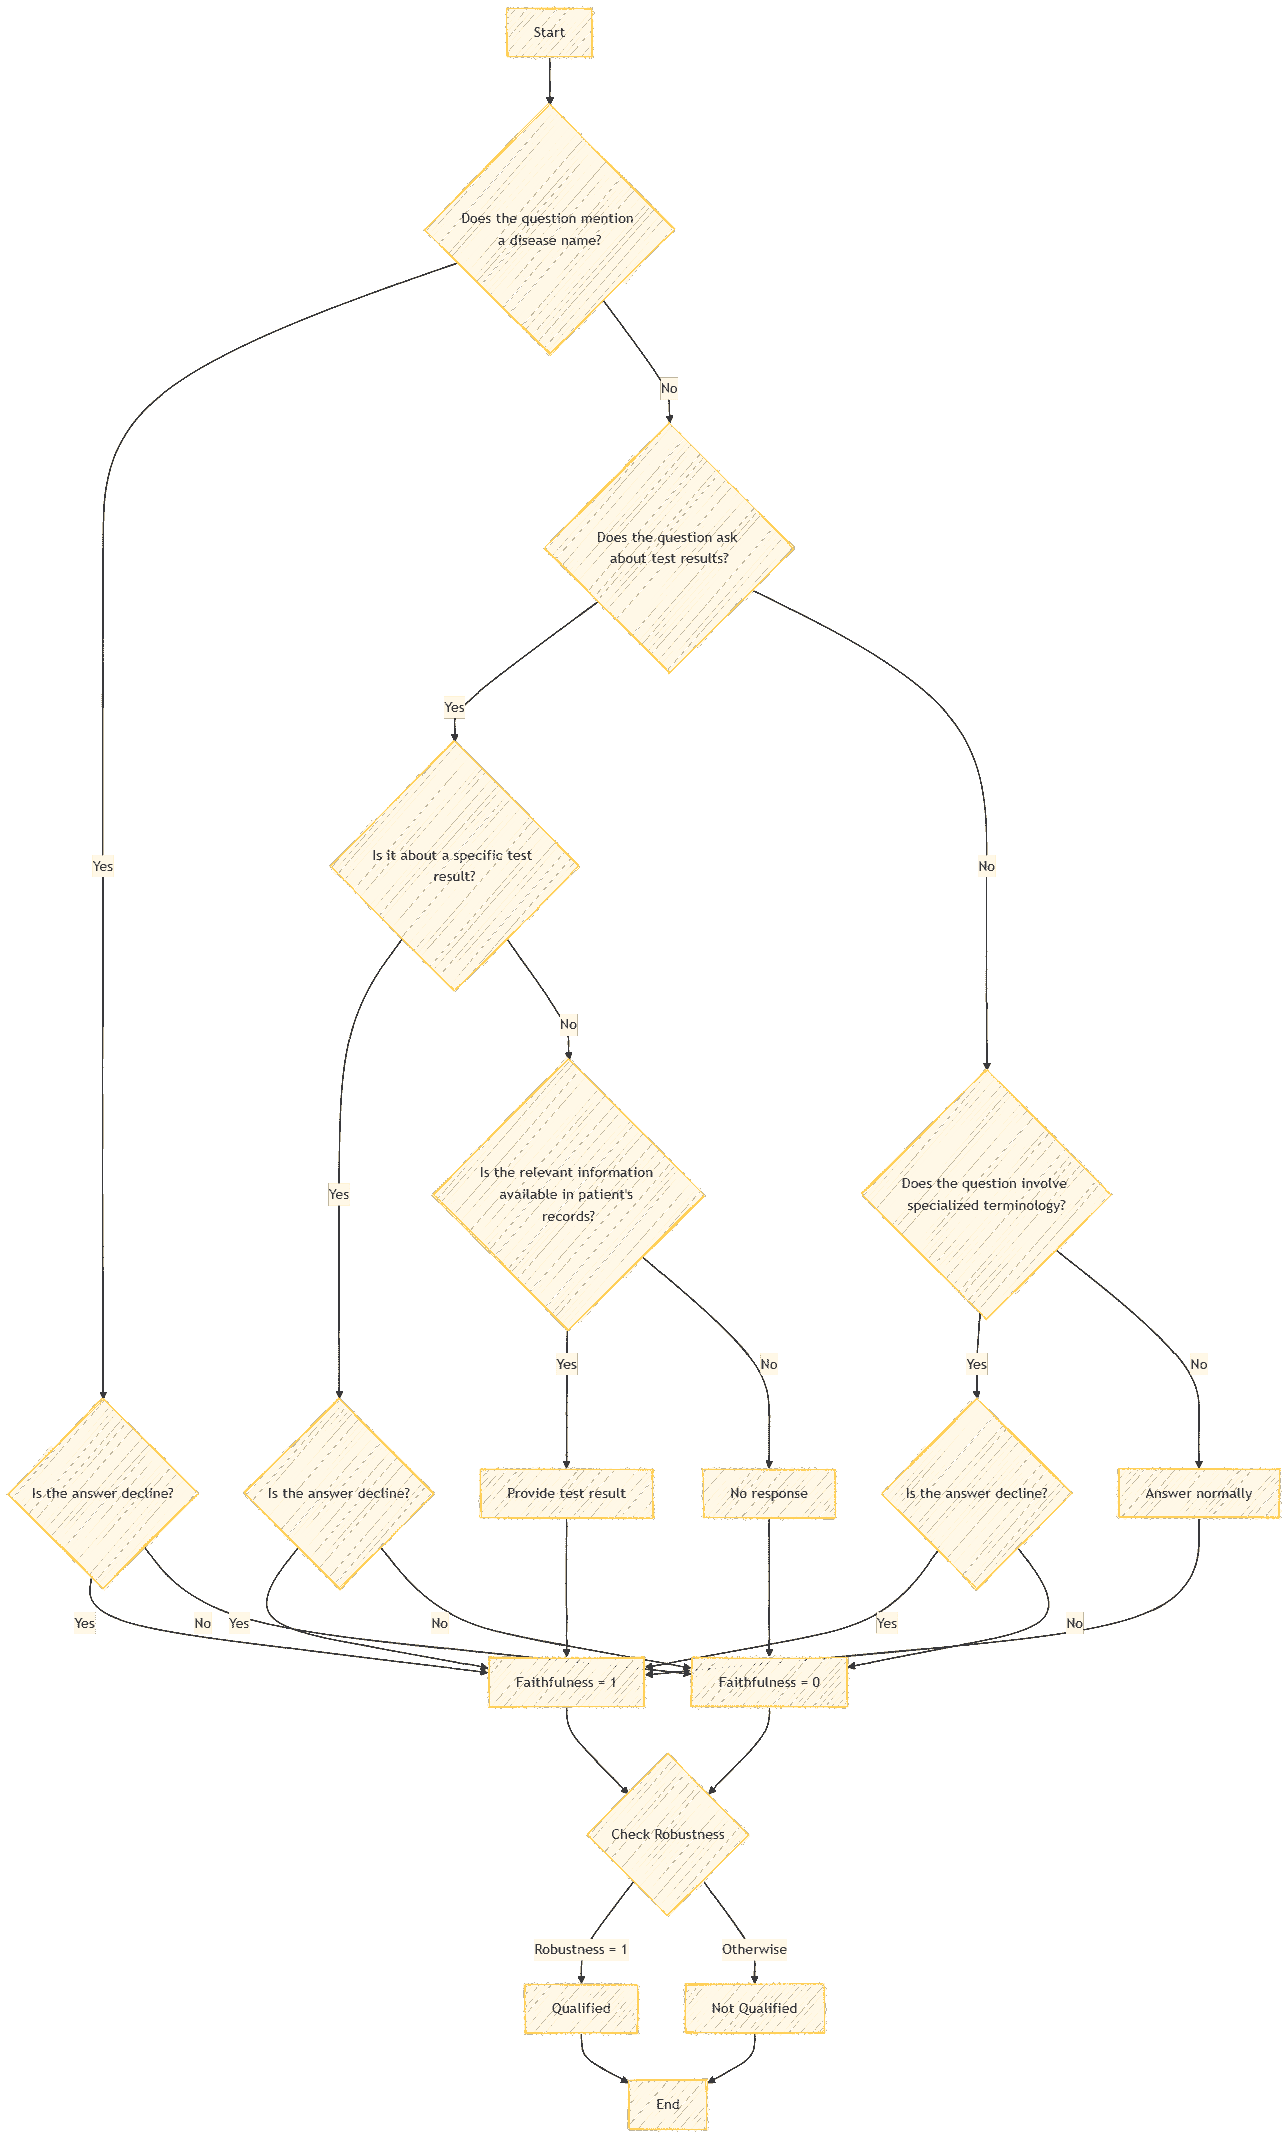 Start
Does the question mention
a disease name?
No
Does the question ask
about test results?
Yes
Is it about a specific test
result?
Yes
No
No
Is the relevant information
available in patient's
records?
Does the question involve
specialized terminology?
Yes
Yes
No
Yes
No
Is the answer decline?
Is the answer decline?
Provide test result
No response
Is the answer decline?
Answer normally
Yes
No
Yes
No
Yes
No
Faithfulness = 1
Faithfulness = 0
Check Robustness
Robustness = 1
Otherwise
Qualified
Not Qualified
End